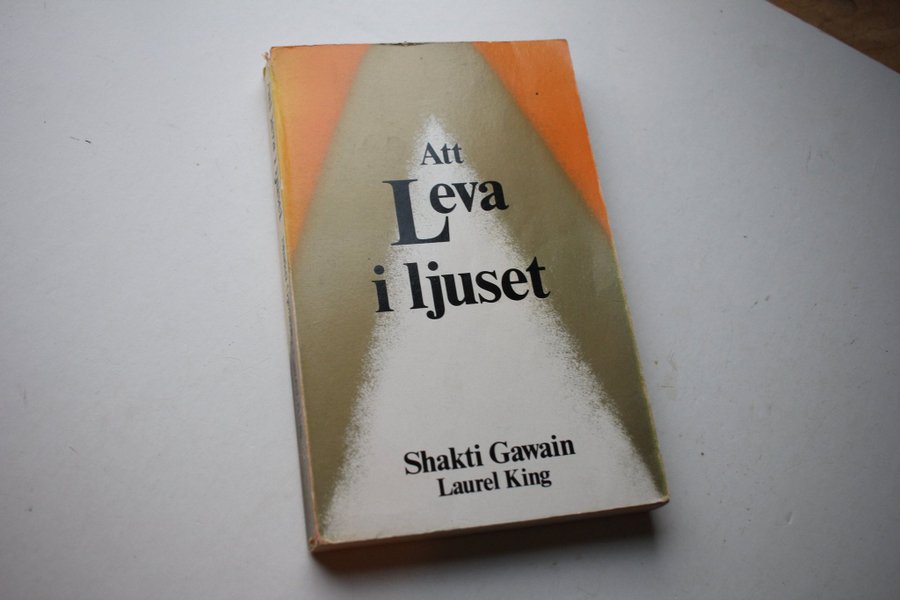 Att
Leva
i ljuset
Shakti Gawain
Laurel King